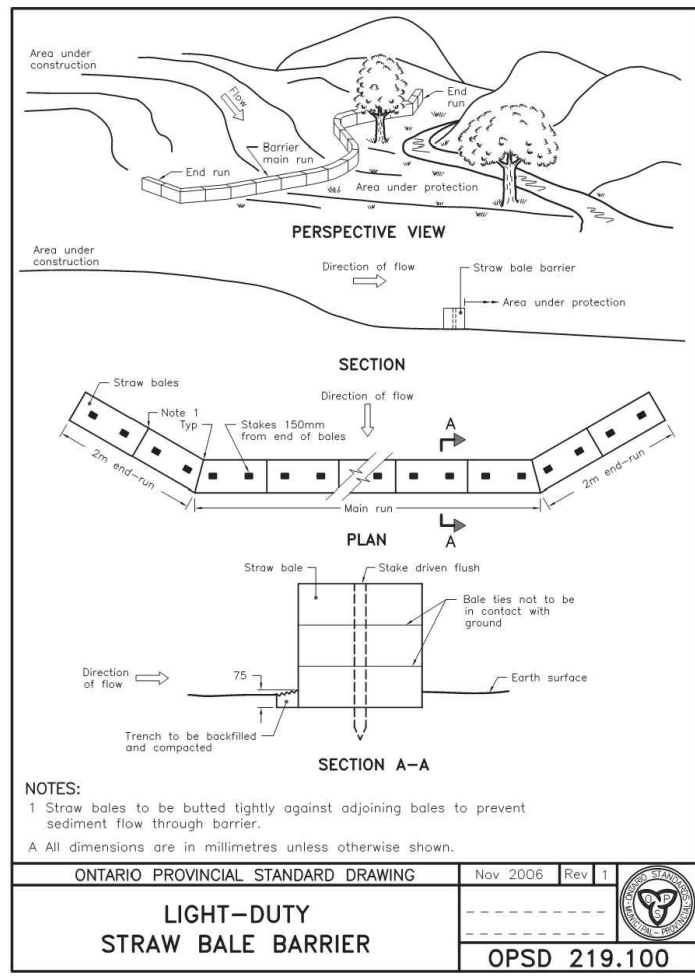 Area under
construction
Flow
End
run
Barrier
main run
End run
Area under protection
PERSPECTIVE VIEW
Area under
construction
Direction of flow
Straw bale barrier
Area under protection
SECTION
Straw bales
Note 1
Typ
Stakes 150mm
from end of bales
Direction of flow
A
2m end-run
2m end-run
Main run
A
PLAN
Straw bale
Stake driven flush
Bale ties not to be
in contact with
ground
Direction
of flow
75
Earth surface
Trench to be backfilled
and compacted
SECTION A-A
NOTES:
1 Straw bales to be butted tightly against adjoining bales to prevent
sediment flow through barrier.
A All dimensions are in millimetres unless otherwise shown.
ONTARIO PROVINCIAL STANDARD DRAWING
Nov 2006 Rev 1
LIGHT-DUTY
STRAW BALE BARRIER
ONTARIO STANDARDS
MUNICIPAL - PROVINCIAL
O P
S
OPSD 219.100